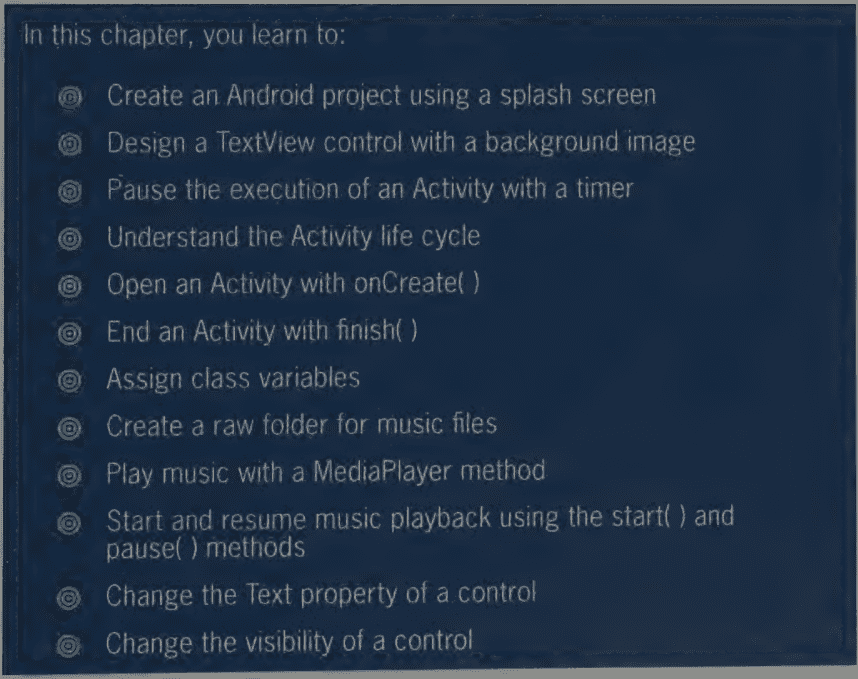 In this chapter, you learn to:
Create an Android project using a splash screen
Design a TextView control with a background image
Pause the execution of an Activity with a timer
Understand the Activity life cycle
Open an Activity with onCreate( )
End an Activity with finish( )
Assign class variables
Create a raw folder for music files
Play music with a MediaPlayer method
Start and resume music playback using the start( ) and
pause( ) methods
Change the Text property of a control
Change the visibility of a control